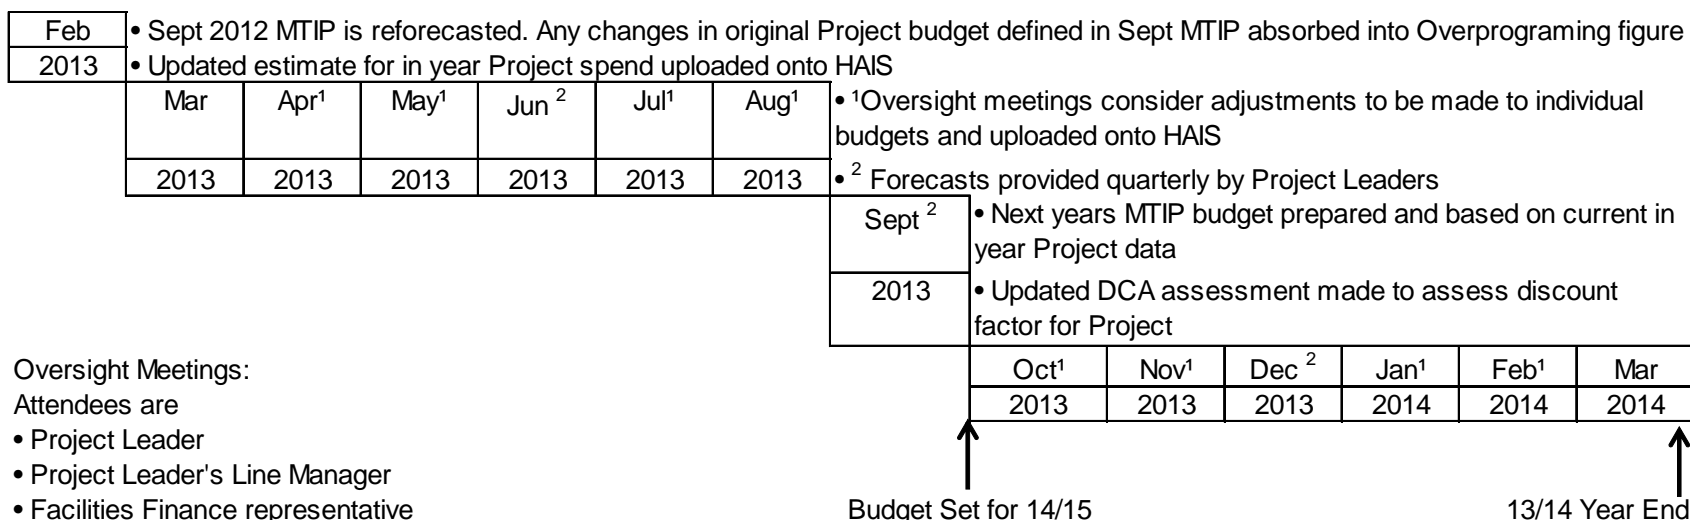 Feb • Sept 2012 MTIP is reforecasted. Any changes in original Project budget defined in Sept MTIP absorbed into Overprograming figure
2013 • Updated estimate for in year Project spend uploaded onto HAIS
Mar Apr¹ May¹ Jun ² Jul¹ Aug¹ • ¹Oversight meetings consider adjustments to be made to individual
budgets and uploaded onto HAIS
2013 2013 2013 2013 2013 2013 • ² Forecasts provided quarterly by Project Leaders
Sept ² • Next years MTIP budget prepared and based on current in
year Project data
2013 • Updated DCA assessment made to assess discount
factor for Project
Oversight Meetings: Oct¹ Nov¹ Dec ² Jan¹ Feb¹ Mar
Attendees are 2013 2013 2013 2014 2014 2014
• Project Leader
• Project Leader's Line Manager
• Facilities Finance representative Budget Set for 14/15 13/14 Year End